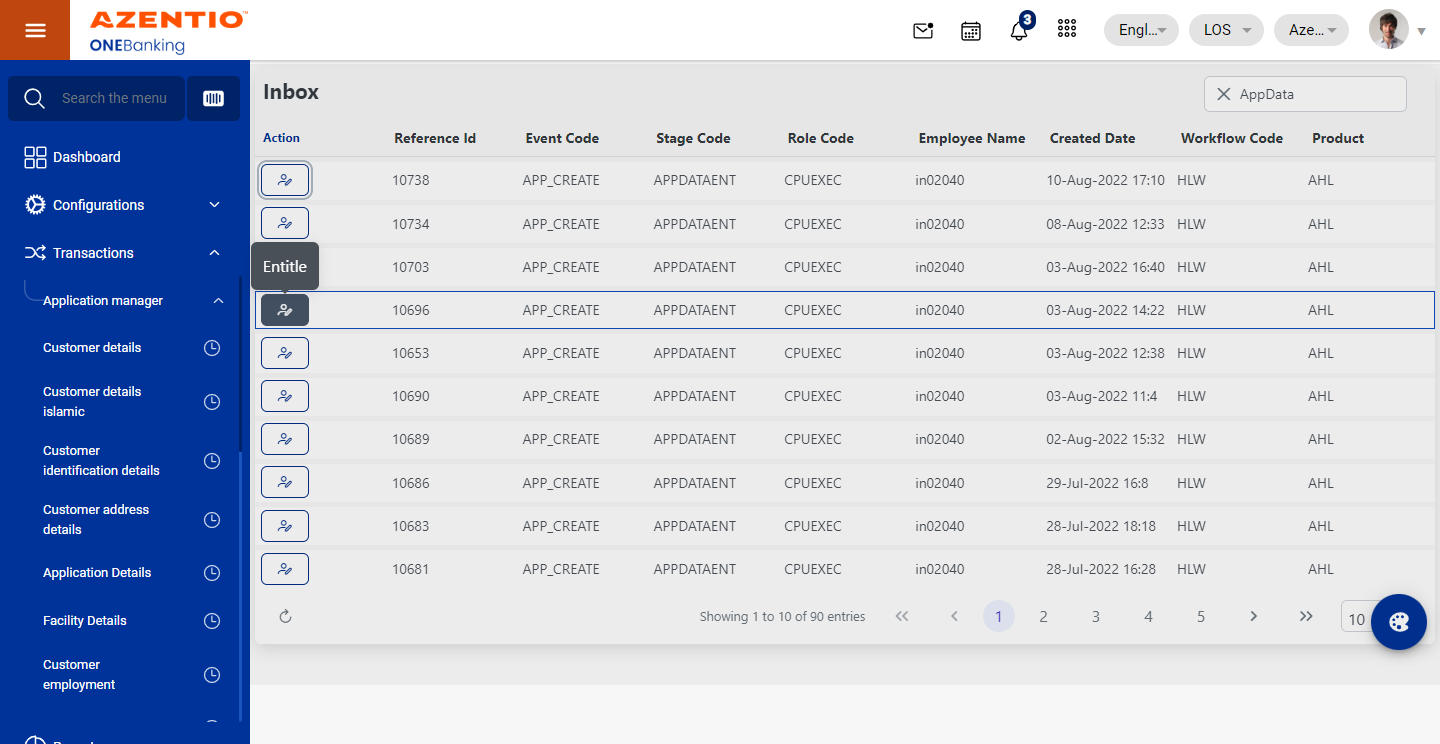 AZENTIO™
ONEBanking
3
Engl...
LOS
Aze...
Search the menu
Dashboard
Configurations
Transactions
Application manager
Customer details
Customer details
islamic
Customer
identification details
Customer address
details
Application Details
Facility Details
Customer
employment
Inbox
AppData
Action Reference Id Event Code Stage Code Role Code Employee Name Created Date Workflow Code Product
10738 APP_CREATE APPDATAENT CPUEXEC in02040 10-Aug-2022 17:10 HLW AHL
10734 APP_CREATE APPDATAENT CPUEXEC in02040 08-Aug-2022 12:33 HLW AHL
Entitle
10703 APP_CREATE APPDATAENT CPUEXEC in02040 03-Aug-2022 16:40 HLW AHL
10696 APP_CREATE APPDATAENT CPUEXEC in02040 03-Aug-2022 14:22 HLW AHL
10653 APP_CREATE APPDATAENT CPUEXEC in02040 03-Aug-2022 12:38 HLW AHL
10690 APP_CREATE APPDATAENT CPUEXEC in02040 03-Aug-2022 11:4 HLW AHL
10689 APP_CREATE APPDATAENT CPUEXEC in02040 02-Aug-2022 15:32 HLW AHL
10686 APP_CREATE APPDATAENT CPUEXEC in02040 29-Jul-2022 16:8 HLW AHL
10683 APP_CREATE APPDATAENT CPUEXEC in02040 28-Jul-2022 18:18 HLW AHL
10681 APP_CREATE APPDATAENT CPUEXEC in02040 28-Jul-2022 16:28 HLW AHL
Showing 1 to 10 of 90 entries << < 1 2 3 4 5 > >> 10